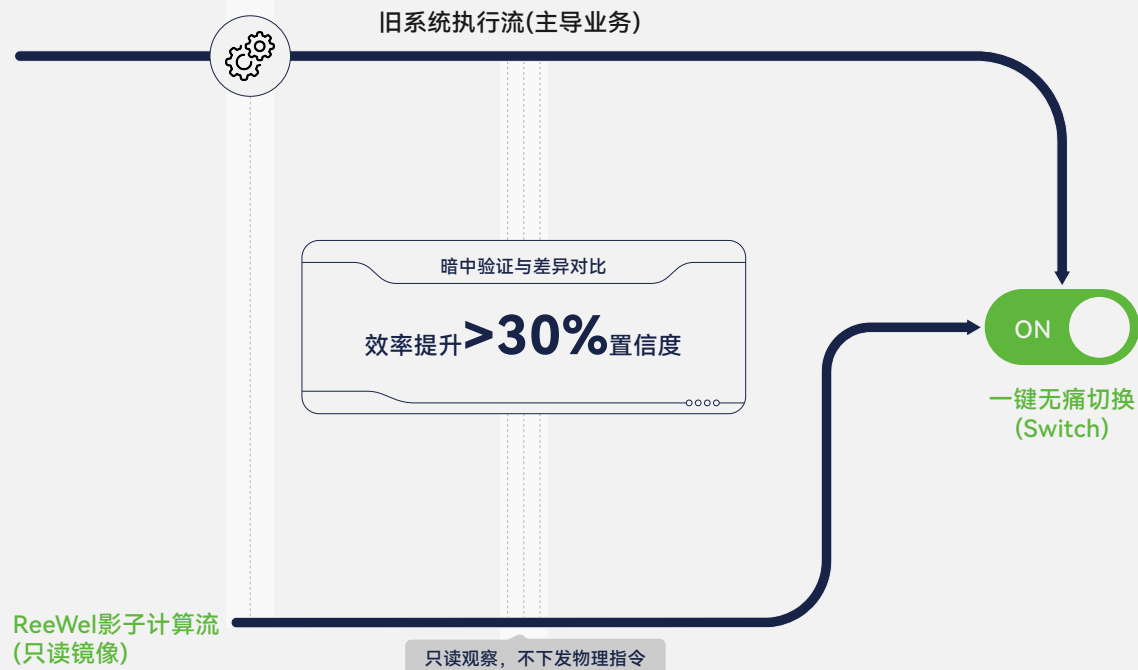 旧系统执行流(主导业务)
暗中验证与差异对比
效率提升>30%置信度
ON
一键无痛切换
(Switch)
ReeWel影子计算流
(只读镜像)
只读观察，不下发物理指令